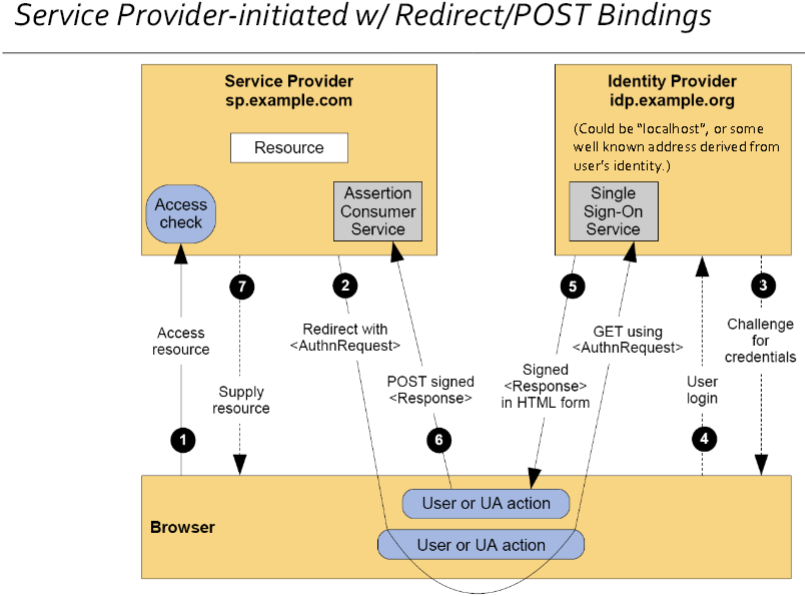 Service Provider-initiated w/ Redirect/POST Bindings
Service Provider
sp.example.com
Resource
Access
check
Assertion
Consumer
Service
Identity Provider
idp.example.org
(Could be "localhost", or some
well known address derived from
user's identity.)
Single
Sign-On
Service
7
2
5
3
Access
resource
Redirect with
<AuthnRequest>
GET using
<AuthnRequest>
Challenge
for
credentials
Supply
resource
POST signed
<Response>
Signed
<Response>
in HTML form
User
login
1
6
4
Browser
User or UA action
User or UA action